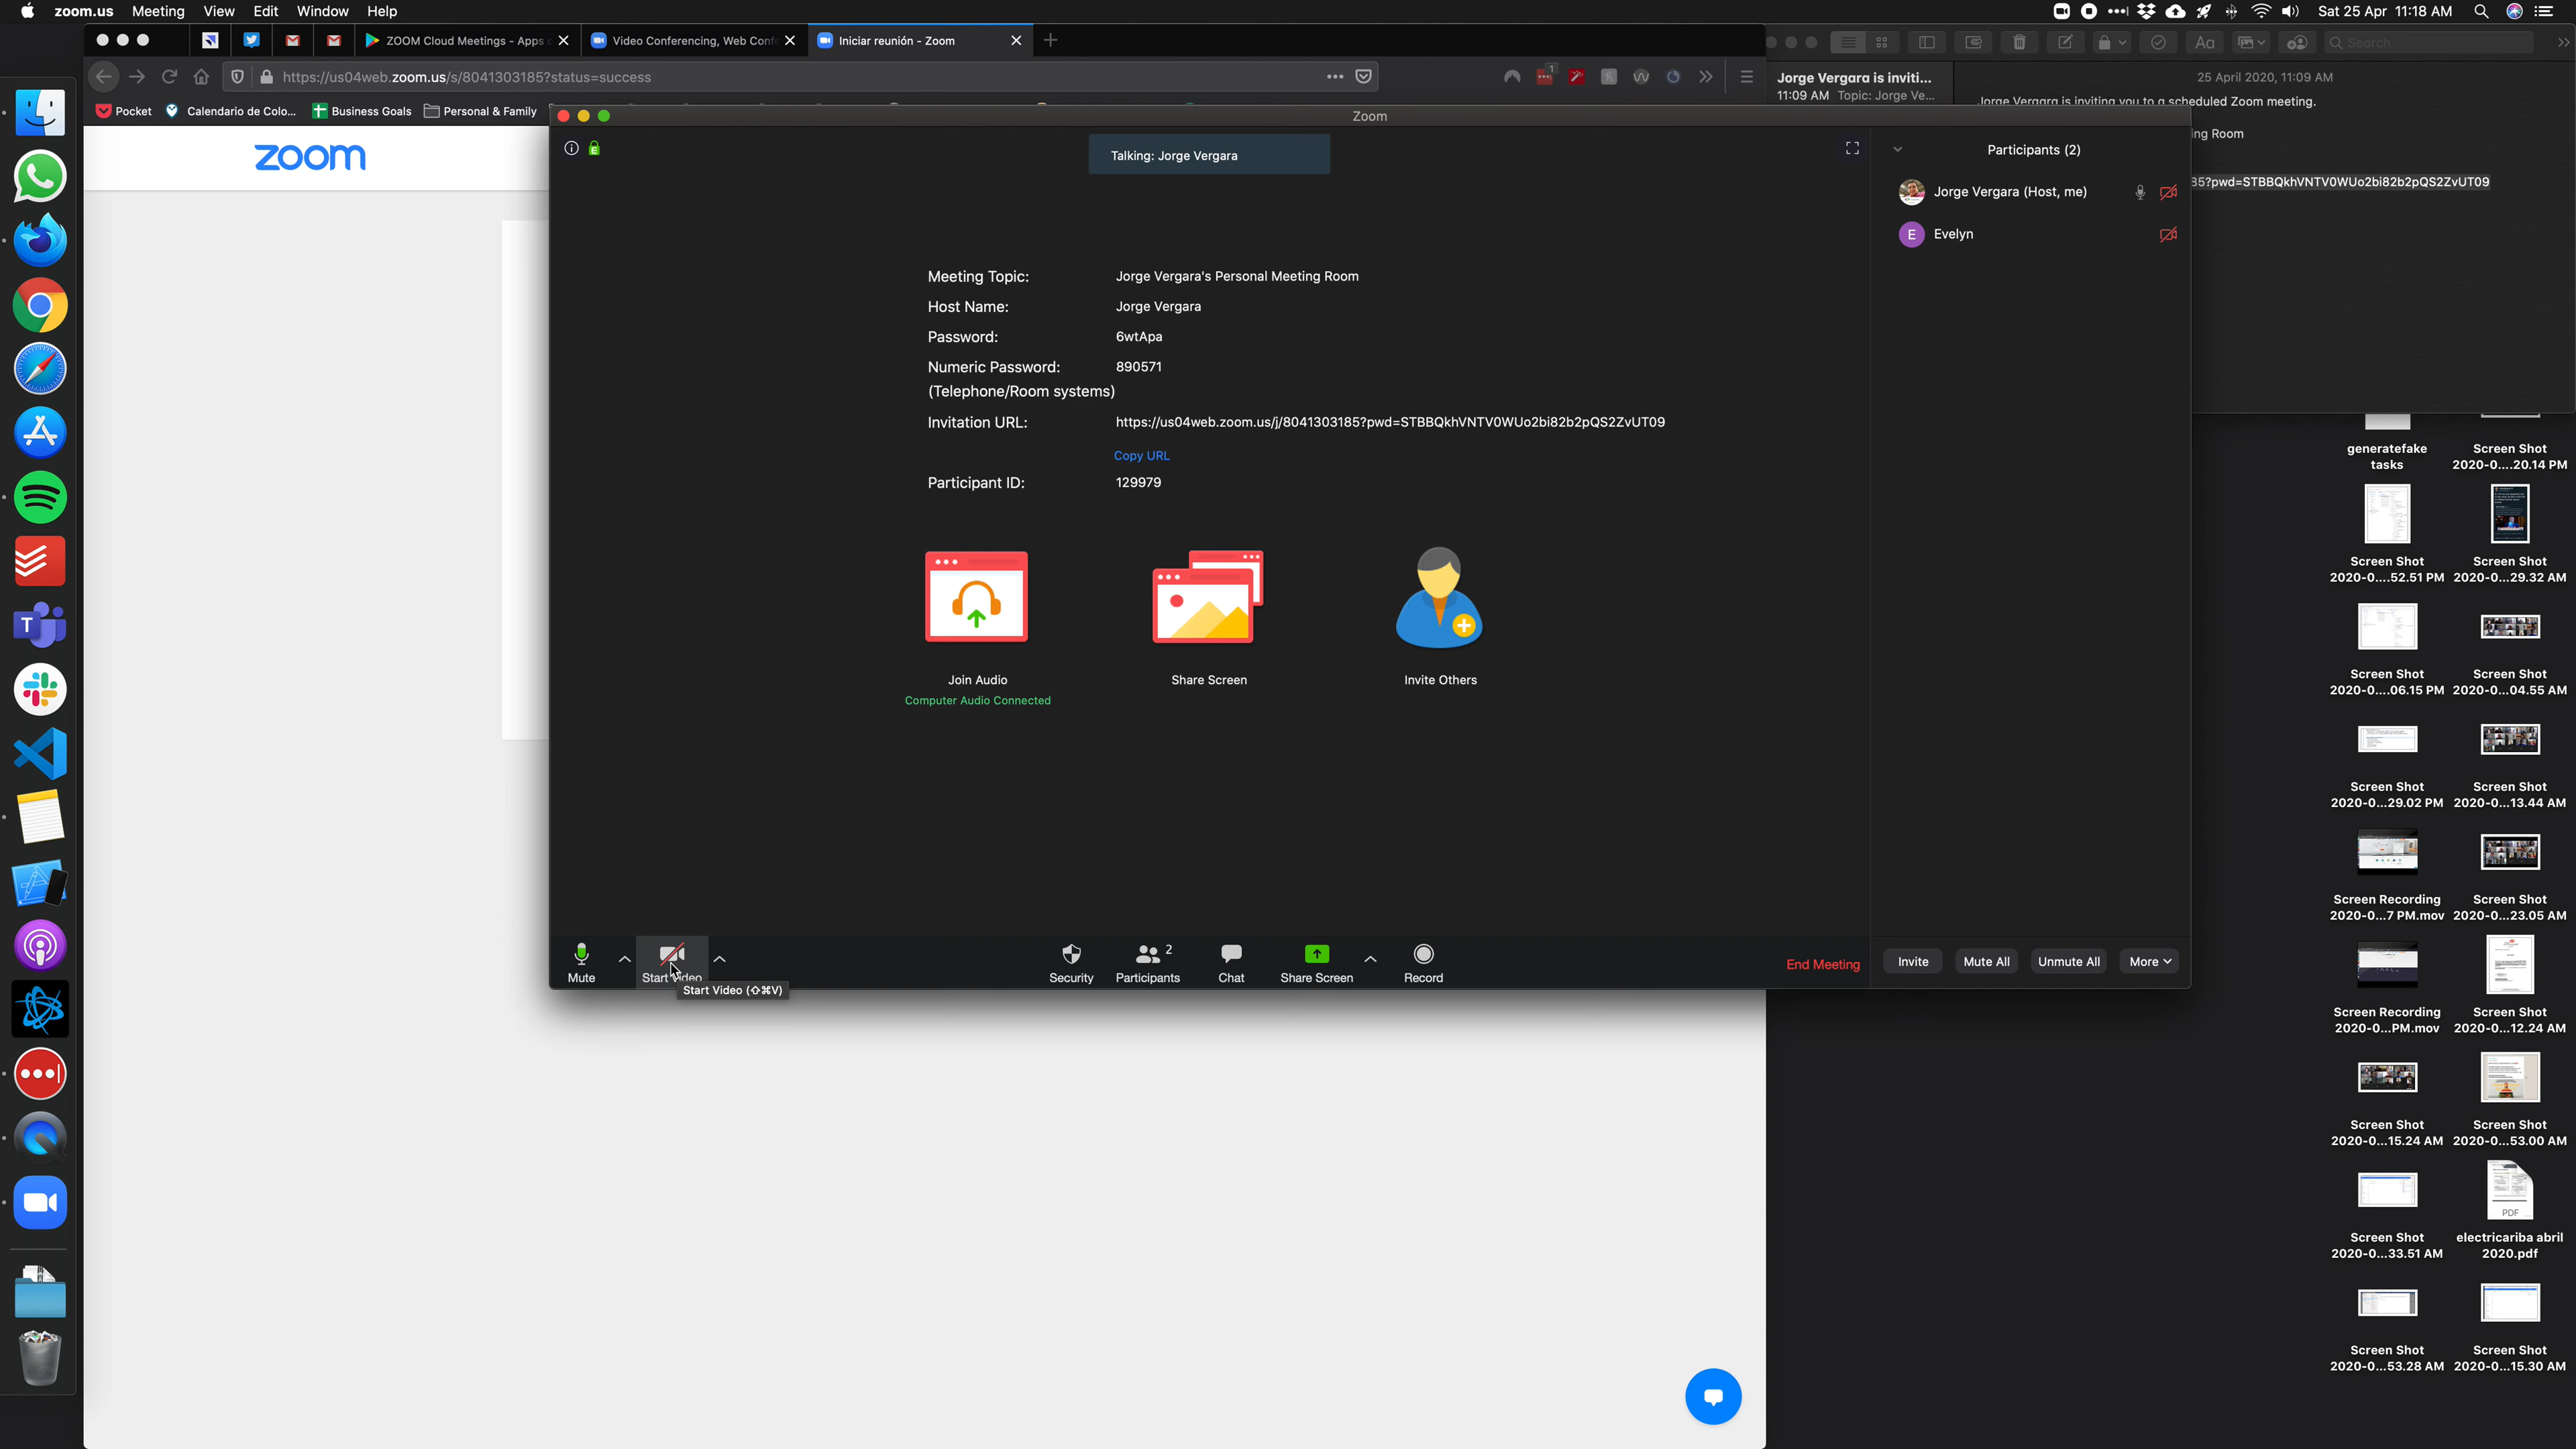 zoom.us Meeting View Edit Window Help
Sat 25 Apr 11:18 AM
ZOOM Cloud Meetings - Apps
Video Conferencing, Web Conf
Iniciar reunión - Zoom
https://us04web.zoom.us/s/8041303185?status=success
1
Pocket
Calendario de Colo...
Business Goals
Personal & Family
zoom
Aa
Search
Jorge Vergara is inviti...
11:09 AM Topic: Jorge Ve...
25 April 2020, 11:09 AM
Jorge Vergara is inviting you to a scheduled Zoom meeting.
ing Room
85?pwd=STBBQkhVNTV0WUo2bi82b2pQS2ZvUT09
Zoom
Talking: Jorge Vergara
Meeting Topic: Jorge Vergara's Personal Meeting Room
Host Name: Jorge Vergara
Password: 6wtApa
Numeric Password: 890571
(Telephone/Room systems)
Invitation URL: https://us04web.zoom.us/j/8041303185?pwd=STBBQkhVNTV0WUo2bi82b2pQS2ZvUT09
Copy URL
Participant ID: 129979
Join Audio
Computer Audio Connected
Share Screen
Invite Others
Participants (2)
Jorge Vergara (Host, me)
E Evelyn
Mute
Start Video
Start Video (⇧⌘V)
Security
Participants 2
Chat
Share Screen
Record
End Meeting
Invite
Mute All
Unmute All
More
generatefake tasks
Screen Shot 2020-0....20.14 PM
Screen Shot 2020-0....52.51 PM
Screen Shot 2020-0...29.32 AM
Screen Shot 2020-0....06.15 PM
Screen Shot 2020-0...04.55 AM
Screen Shot 2020-0...29.02 PM
Screen Shot 2020-0...13.44 AM
Screen Recording 2020-0...7 PM.mov
Screen Shot 2020-0...23.05 AM
Screen Recording 2020-0...PM.mov
Screen Shot 2020-0...12.24 AM
Screen Shot 2020-0...15.24 AM
Screen Shot 2020-0...53.00 AM
PDF
Screen Shot 2020-0...33.51 AM
electricariba abril 2020.pdf
Screen Shot 2020-0...53.28 AM
Screen Shot 2020-0...15.30 AM